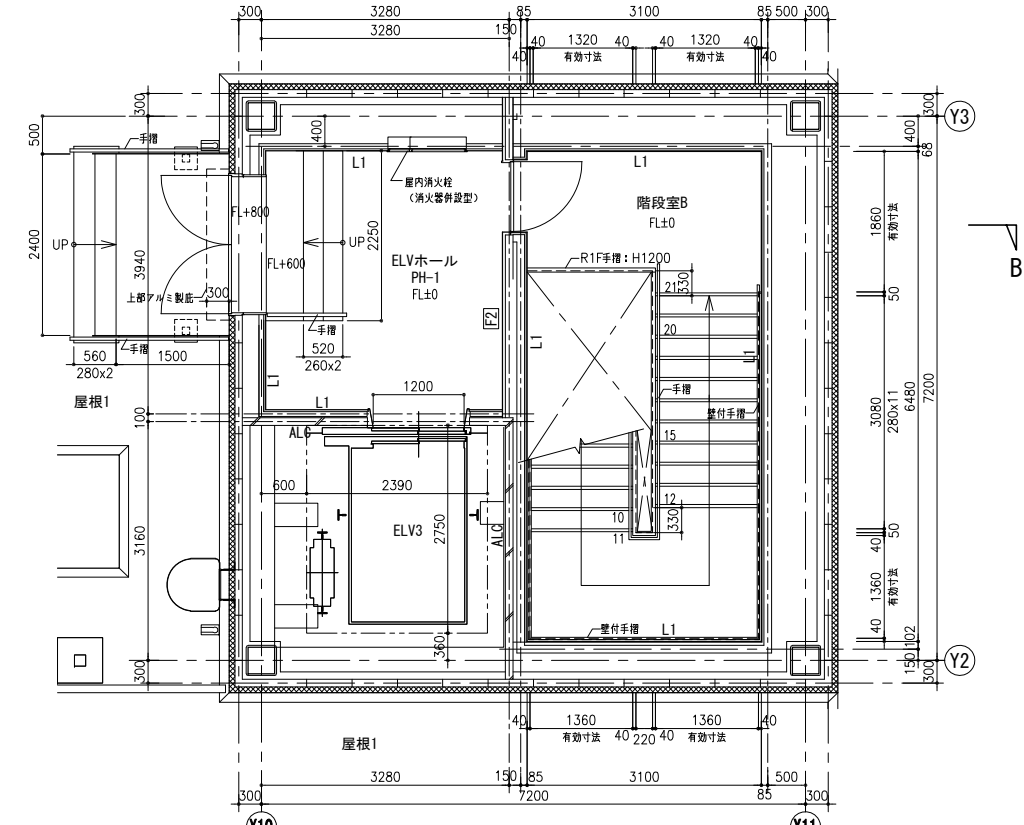 300
3280
85
3100
85
500
300
3280
150
40
1320
40
40
1320
40
有効寸法
有効寸法
40
40
300
500
手摺
400
L1
L1
屋内消火栓
(消火器併設型)
階段室B
FL±0
300
Y3
400
68
FL+800
2250
UP
UP
2400
3940
FL+600
ELVホール
PH-1
FL±0
R1F手摺：H1200
330
1860
有効寸法
B
上部アルミ製庇
300
手摺
F2
21
20
50
手摺
560
1500
280x2
520
260x2
L1
L1
手摺
壁付手摺
屋根1
L1
L1
1200
3080
280x11
6480
7200
100
ALC
15
600
2390
12
10
330
11
ELV3
2750
ALC
50
3160
40
1360
有効寸法
壁付手摺
L1
40
102
360
150
Y2
300
300
40
1360
40
220
40
1360
40
有効寸法
有効寸法
屋根1
3280
150
85
3100
85
500
300
7200
300
Y10
Y11